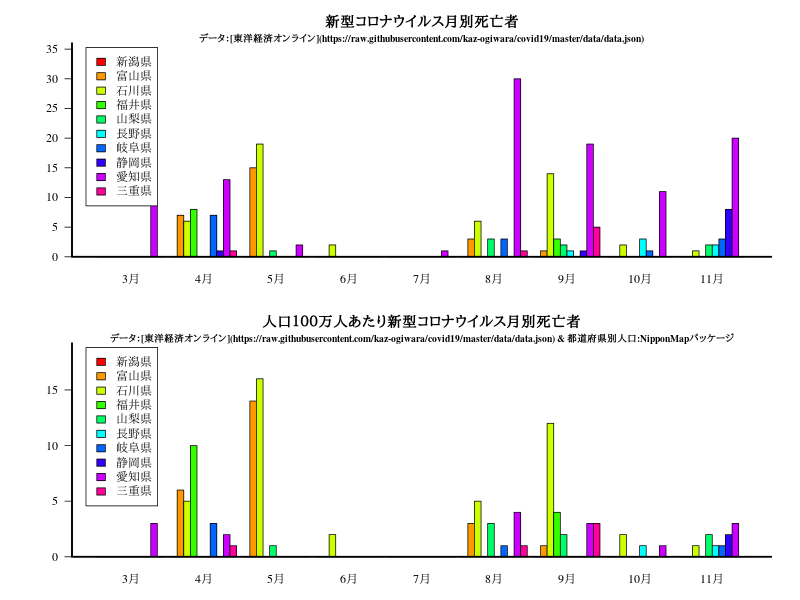 新型コロナウイルス月別死亡者
データ:[東洋経済オンライン](https://raw.githubusercontent.com/kaz-ogiwara/covid19/master/data/data.json)
35
30
25
20
15
10
5
0
新潟県
富山県
石川県
福井県
山梨県
長野県
岐阜県
静岡県
愛知県
三重県
3月 4月 5月 6月 7月 8月 9月 10月 11月
人口100万人あたり新型コロナウイルス月別死亡者
データ:[東洋経済オンライン](https://raw.githubusercontent.com/kaz-ogiwara/covid19/master/data/data.json) & 都道府県別人口:NipponMapパッケージ
15
10
5
0
新潟県
富山県
石川県
福井県
山梨県
長野県
岐阜県
静岡県
愛知県
三重県
3月 4月 5月 6月 7月 8月 9月 10月 11月